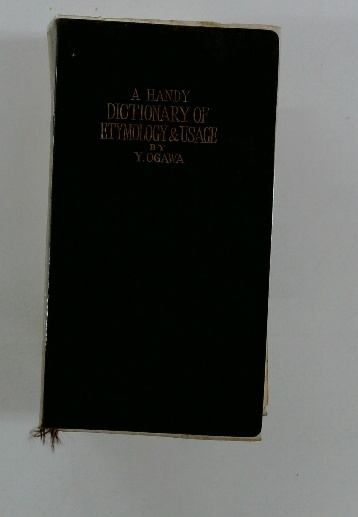 A HANDY
DICTIONARY OF
ETYMOLOGY & USAGE
BY
Y. OGAWA